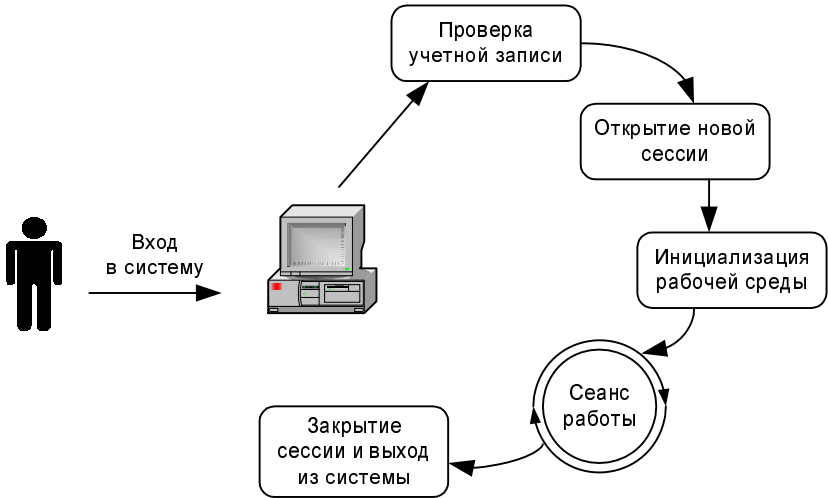 Вход
в систему
Проверка
учетной записи
Открытие новой
сессии
Инициализация
рабочей среды
Сеанс
работы
Закрытие
сессии и выход
из системы